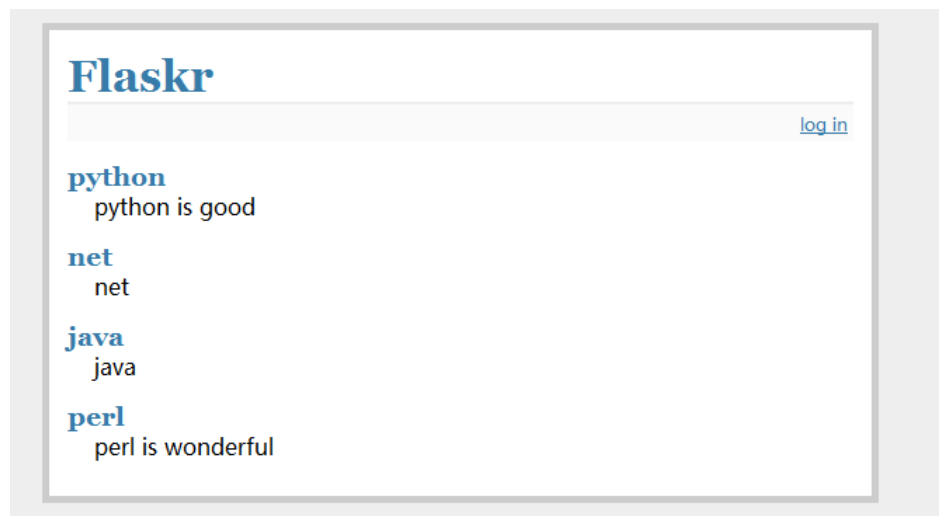 Flaskr
log in
python
python is good
net
net
java
java
perl
perl is wonderful